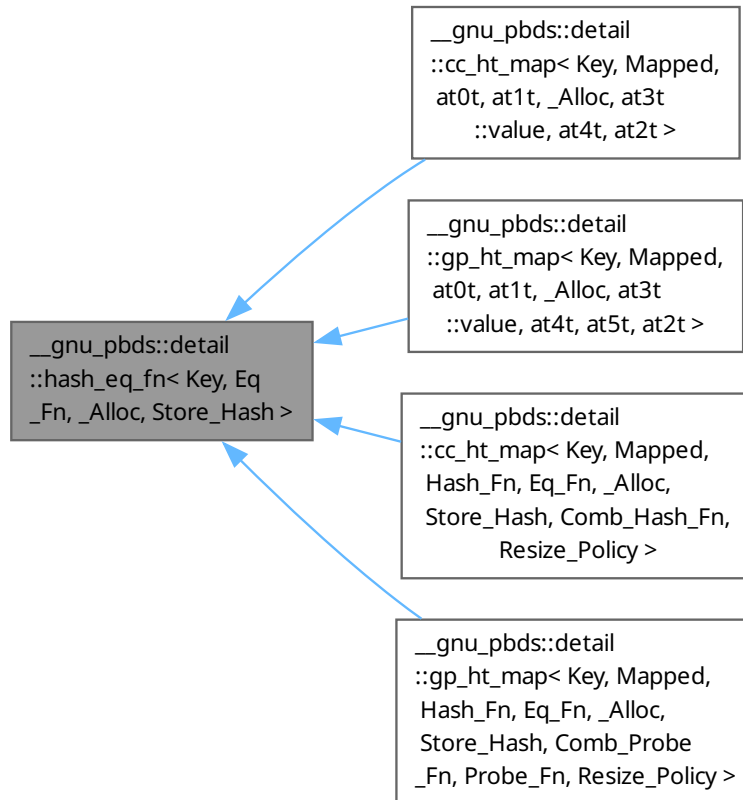 __gnu_pbds::detail
::cc_ht_map< Key, Mapped,
at0t, at1t, _Alloc, at3t
::value, at4t, at2t >
__gnu_pbds::detail
::gp_ht_map< Key, Mapped,
at0t, at1t, _Alloc, at3t
::value, at4t, at5t, at2t >
__gnu_pbds::detail
::hash_eq_fn< Key, Eq
_Fn, _Alloc, Store_Hash >
__gnu_pbds::detail
::cc_ht_map< Key, Mapped,
Hash_Fn, Eq_Fn, _Alloc,
Store_Hash, Comb_Hash_Fn,
Resize_Policy >
__gnu_pbds::detail
::gp_ht_map< Key, Mapped,
Hash_Fn, Eq_Fn, _Alloc,
Store_Hash, Comb_Probe
_Fn, Probe_Fn, Resize_Policy >